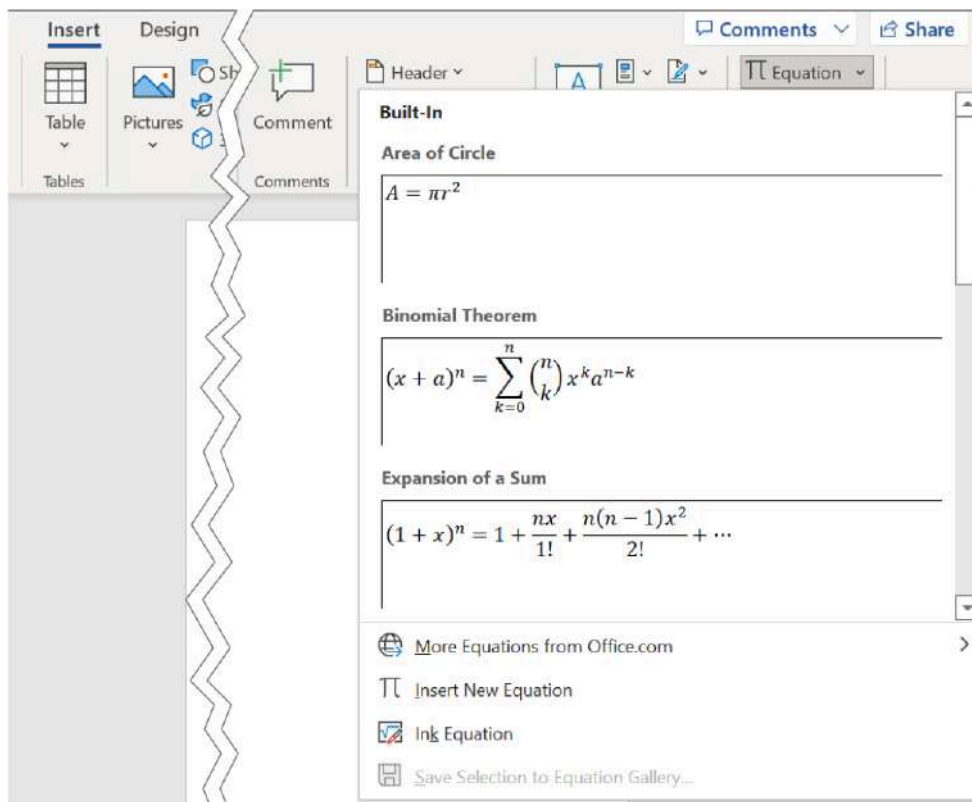 Insert Design Comments Share
Header Equation
Table Pictures Comment
Tables Comments
Built-In
Area of Circle
A = πr²
Binomial Theorem
(x + a)ⁿ = ∑ₖ₌₀ⁿ (n k) xᵏaⁿ⁻ᵏ
Expansion of a Sum
(1 + x)ⁿ = 1 + nx/1! + n(n − 1)x²/2! + ⋯
More Equations from Office.com
Insert New Equation
Ink Equation
Save Selection to Equation Gallery...